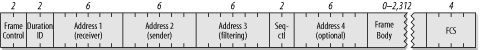 2 2 6 6 6 2 6 0–2,312 4
Frame Duration Address 1 Address 2 Address 3 Seq- Address 4 Frame FCS
Control ID (receiver) (sender) (filtering) ctl (optional) Body